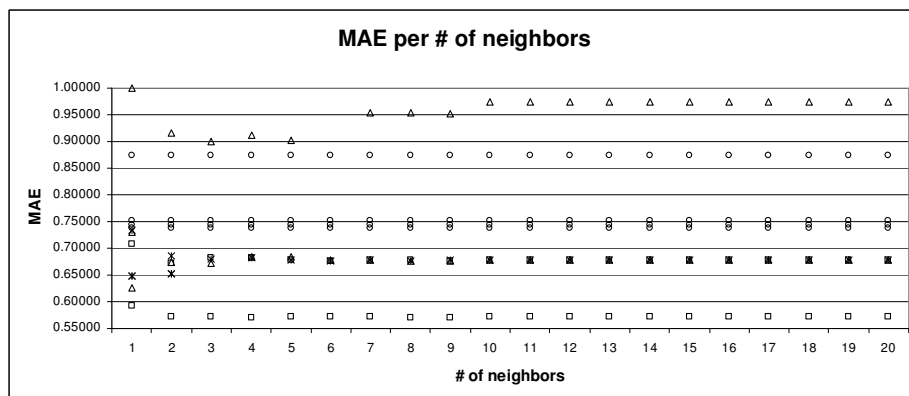 MAE per # of neighbors
1.00000
0.95000
0.90000
0.85000
0.80000
0.75000
0.70000
0.65000
0.60000
0.55000
MAE
1 2 3 4 5 6 7 8 9 10 11 12 13 14 15 16 17 18 19 20
# of neighbors